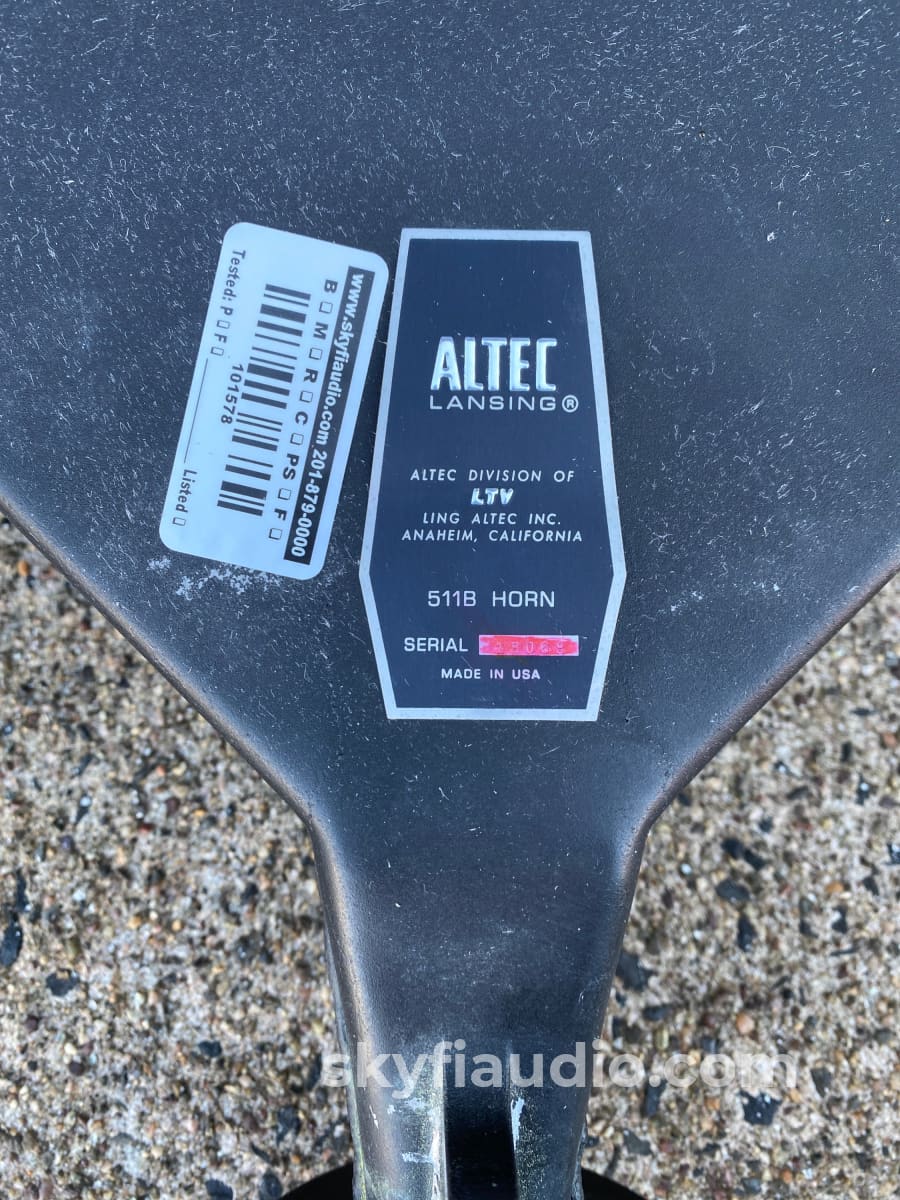 ALTEC
LANSING®
ALTEC DIVISION OF
LTV
LING ALTEC INC.
ANAHEIM, CALIFORNIA
511B HORN
SERIAL
MADE IN USA
www.skyfiaudio.com 201-879-0000
B □ M □ R □ C □ PS □ F □
101578
Tested: P □ F □ ________ Listed □
skyfiaudio.com